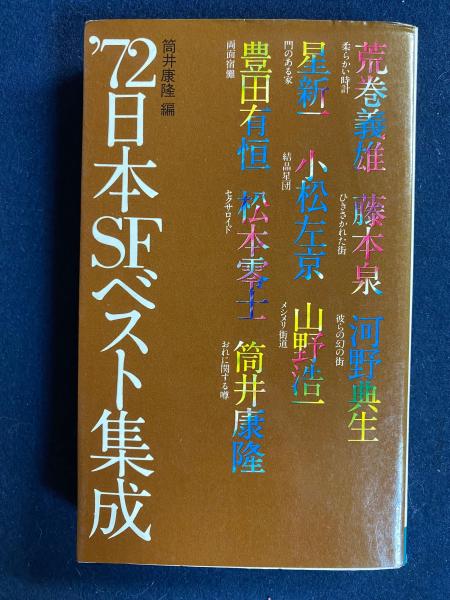 荒巻義雄
柔らかい時計
藤本泉
ひきさかれた街
河野典生
彼らの幻の街
星新一
門のある家
小松左京
結晶星団
山野浩一
メシメリ街道
豊田有恒
両面宿儺
松本零士
セクサロイド
筒井康隆
おれに関する噂
筒井康隆 編
'72日本SFベスト集成